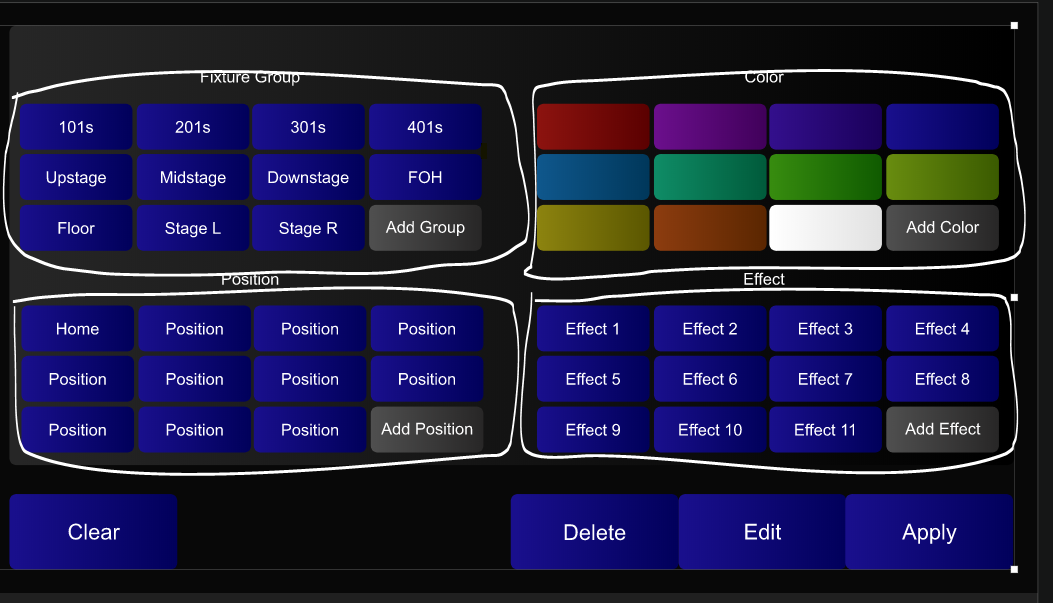 Fixture Group
101s 201s 301s 401s
Upstage Midstage Downstage FOH
Floor Stage L Stage R Add Group
Color
Add Color
Position
Home Position Position Position
Position Position Position Position
Position Position Position Add Position
Effect
Effect 1 Effect 2 Effect 3 Effect 4
Effect 5 Effect 6 Effect 7 Effect 8
Effect 9 Effect 10 Effect 11 Add Effect
Clear Delete Edit Apply